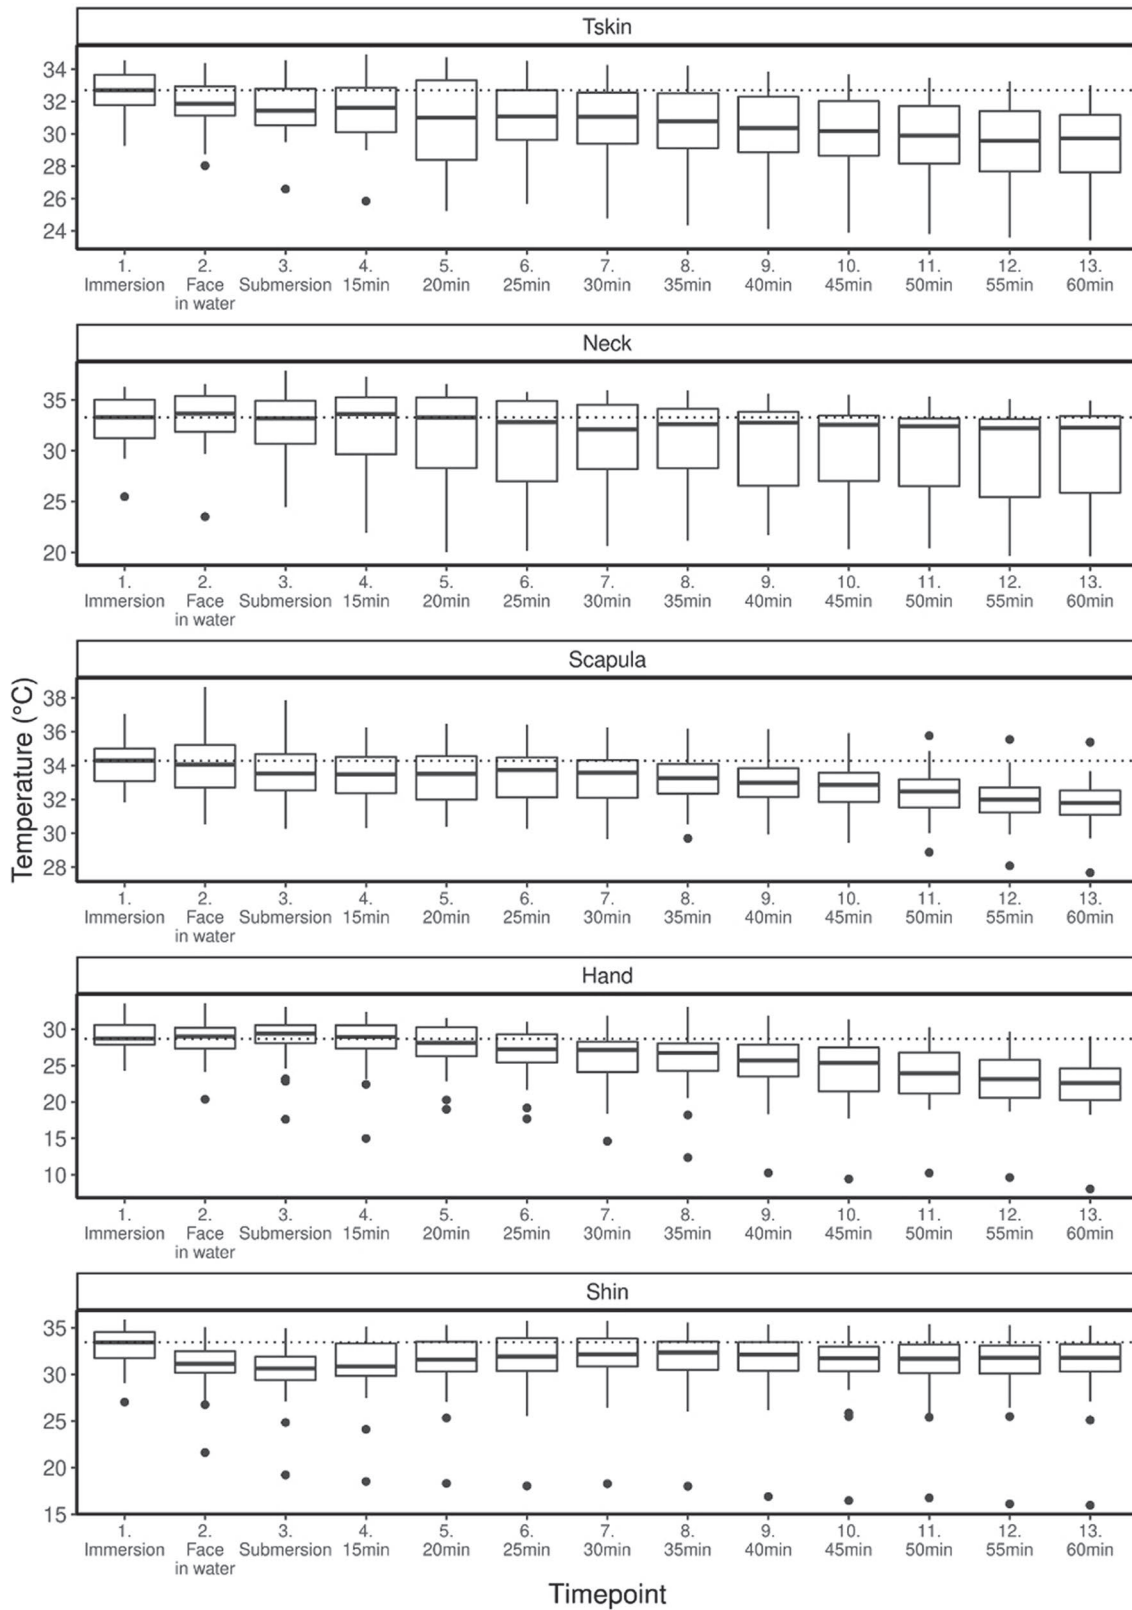 Tskin
34
32
30
28
26
24
1. 2. 3. 4. 5. 6. 7. 8. 9. 10. 11. 12. 13.
Immersion Face Submersion 15min 20min 25min 30min 35min 40min 45min 50min 55min 60min
in water
Neck
35
30
25
20
1. 2. 3. 4. 5. 6. 7. 8. 9. 10. 11. 12. 13.
Immersion Face Submersion 15min 20min 25min 30min 35min 40min 45min 50min 55min 60min
in water
Temperature (°C)
Scapula
38
36
34
32
30
28
1. 2. 3. 4. 5. 6. 7. 8. 9. 10. 11. 12. 13.
Immersion Face Submersion 15min 20min 25min 30min 35min 40min 45min 50min 55min 60min
in water
Hand
30
25
20
15
10
1. 2. 3. 4. 5. 6. 7. 8. 9. 10. 11. 12. 13.
Immersion Face Submersion 15min 20min 25min 30min 35min 40min 45min 50min 55min 60min
in water
Shin
35
30
25
20
15
1. 2. 3. 4. 5. 6. 7. 8. 9. 10. 11. 12. 13.
Immersion Face Submersion 15min 20min 25min 30min 35min 40min 45min 50min 55min 60min
in water
Timepoint